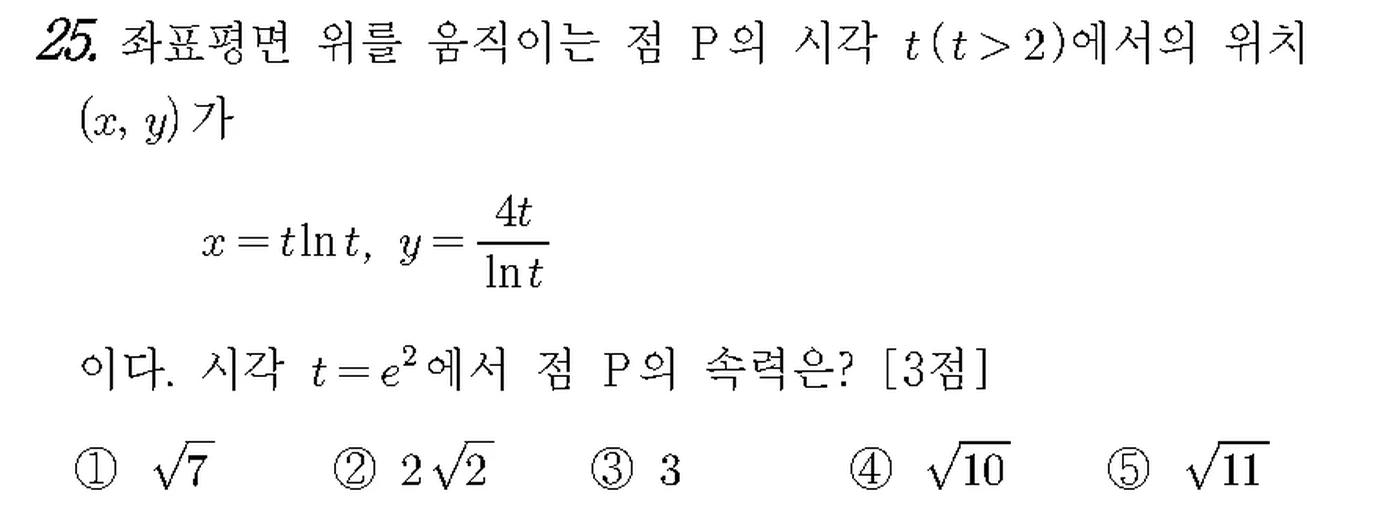 25. 좌표평면 위를 움직이는 점 P의 시각 t(t>2)에서의 위치
(x, y)가
x = t ln t, y = 4t / ln t
이다. 시각 t = e²에서 점 P의 속력은? [3점]
① √7 ② 2√2 ③ 3 ④ √10 ⑤ √11